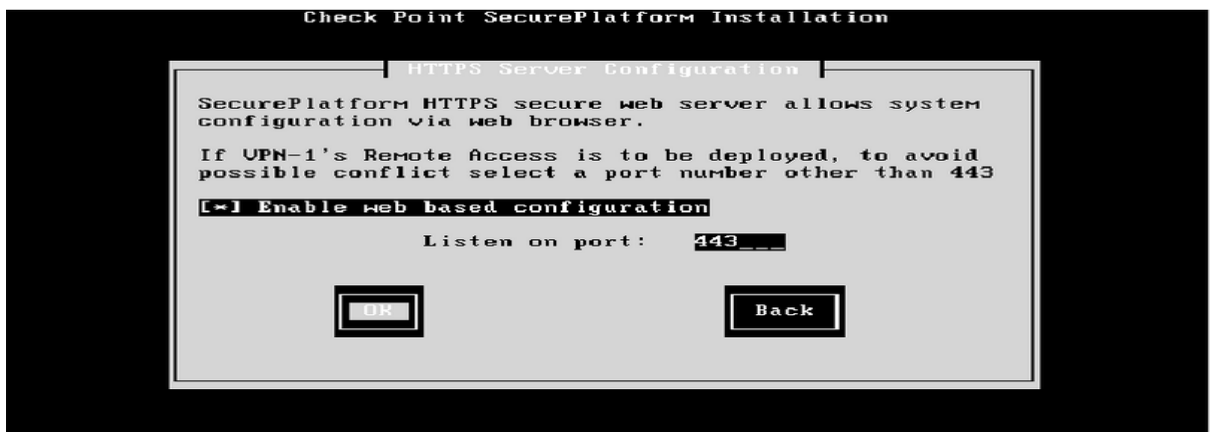 Check Point SecurePlatform Installation
HTTPS Server Configuration
SecurePlatform HTTPS secure web server allows system
configuration via web browser.
If VPN-1's Remote Access is to be deployed, to avoid
possible conflict select a port number other than 443
[*] Enable web based configuration
Listen on port: 443___
OK Back